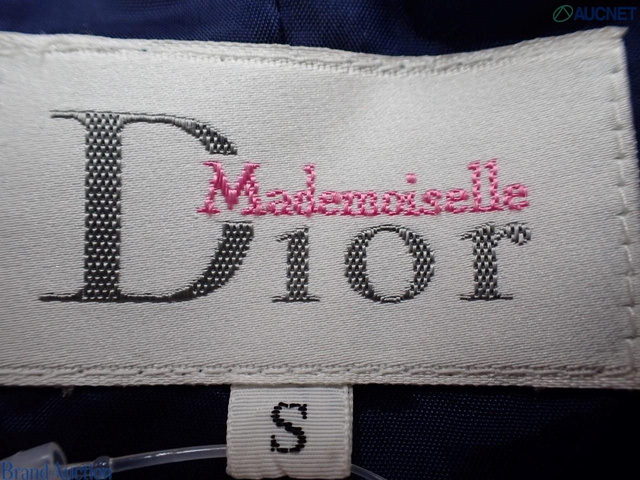 AUCNET
Mademoiselle
Dior
S
Brand Auction